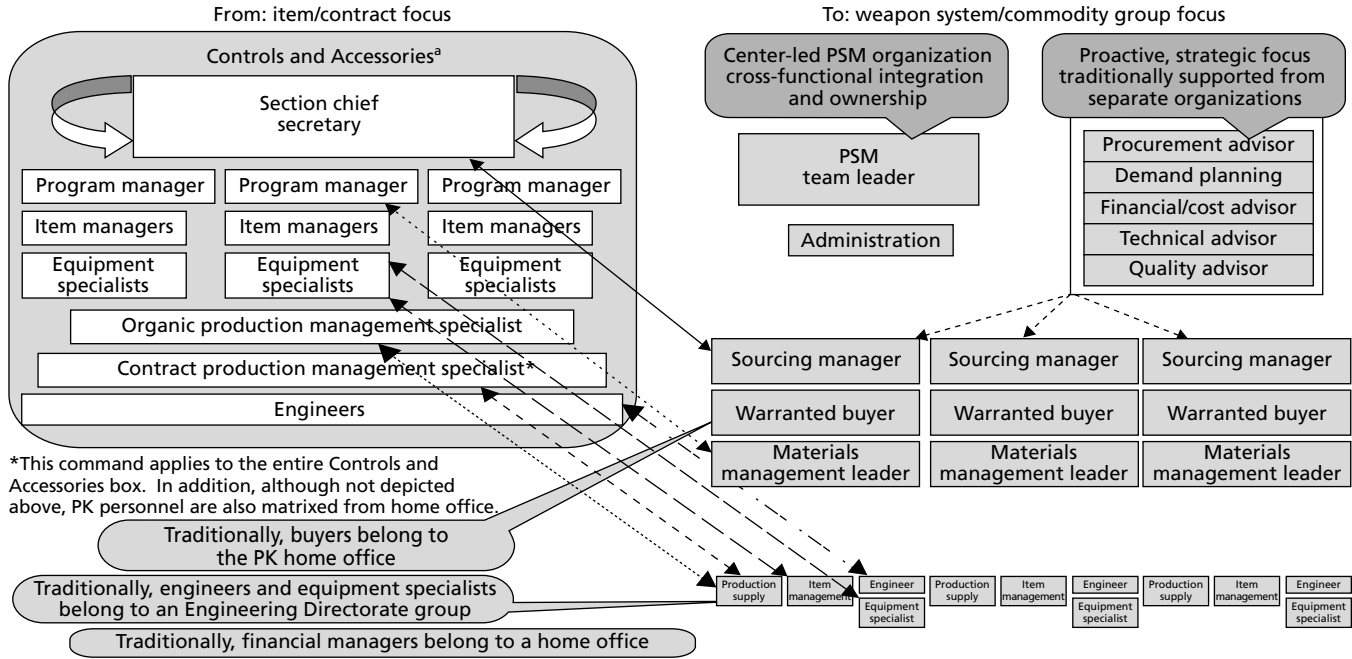 From: item/contract focus
To: weapon system/commodity group focus
Controls and Accessoriesᵃ
Section chief
secretary
Program manager
Program manager
Program manager
Item managers
Item managers
Item managers
Equipment
specialists
Equipment
specialists
Equipment
specialists
Organic production management specialist
Contract production management specialist*
Engineers
*This command applies to the entire Controls and
Accessories box. In addition, although not depicted
above, PK personnel are also matrixed from home office.
Traditionally, buyers belong to
the PK home office
Traditionally, engineers and equipment specialists
belong to an Engineering Directorate group
Traditionally, financial managers belong to a home office
Center-led PSM organization
cross-functional integration
and ownership
Proactive, strategic focus
traditionally supported from
separate organizations
PSM
team leader
Administration
Procurement advisor
Demand planning
Financial/cost advisor
Technical advisor
Quality advisor
Sourcing manager
Sourcing manager
Sourcing manager
Warranted buyer
Warranted buyer
Warranted buyer
Materials
management leader
Materials
management leader
Materials
management leader
Production
supply
Item
management
Engineer
Equipment
specialist
Production
supply
Item
management
Engineer
Equipment
specialist
Production
supply
Item
management
Engineer
Equipment
specialist